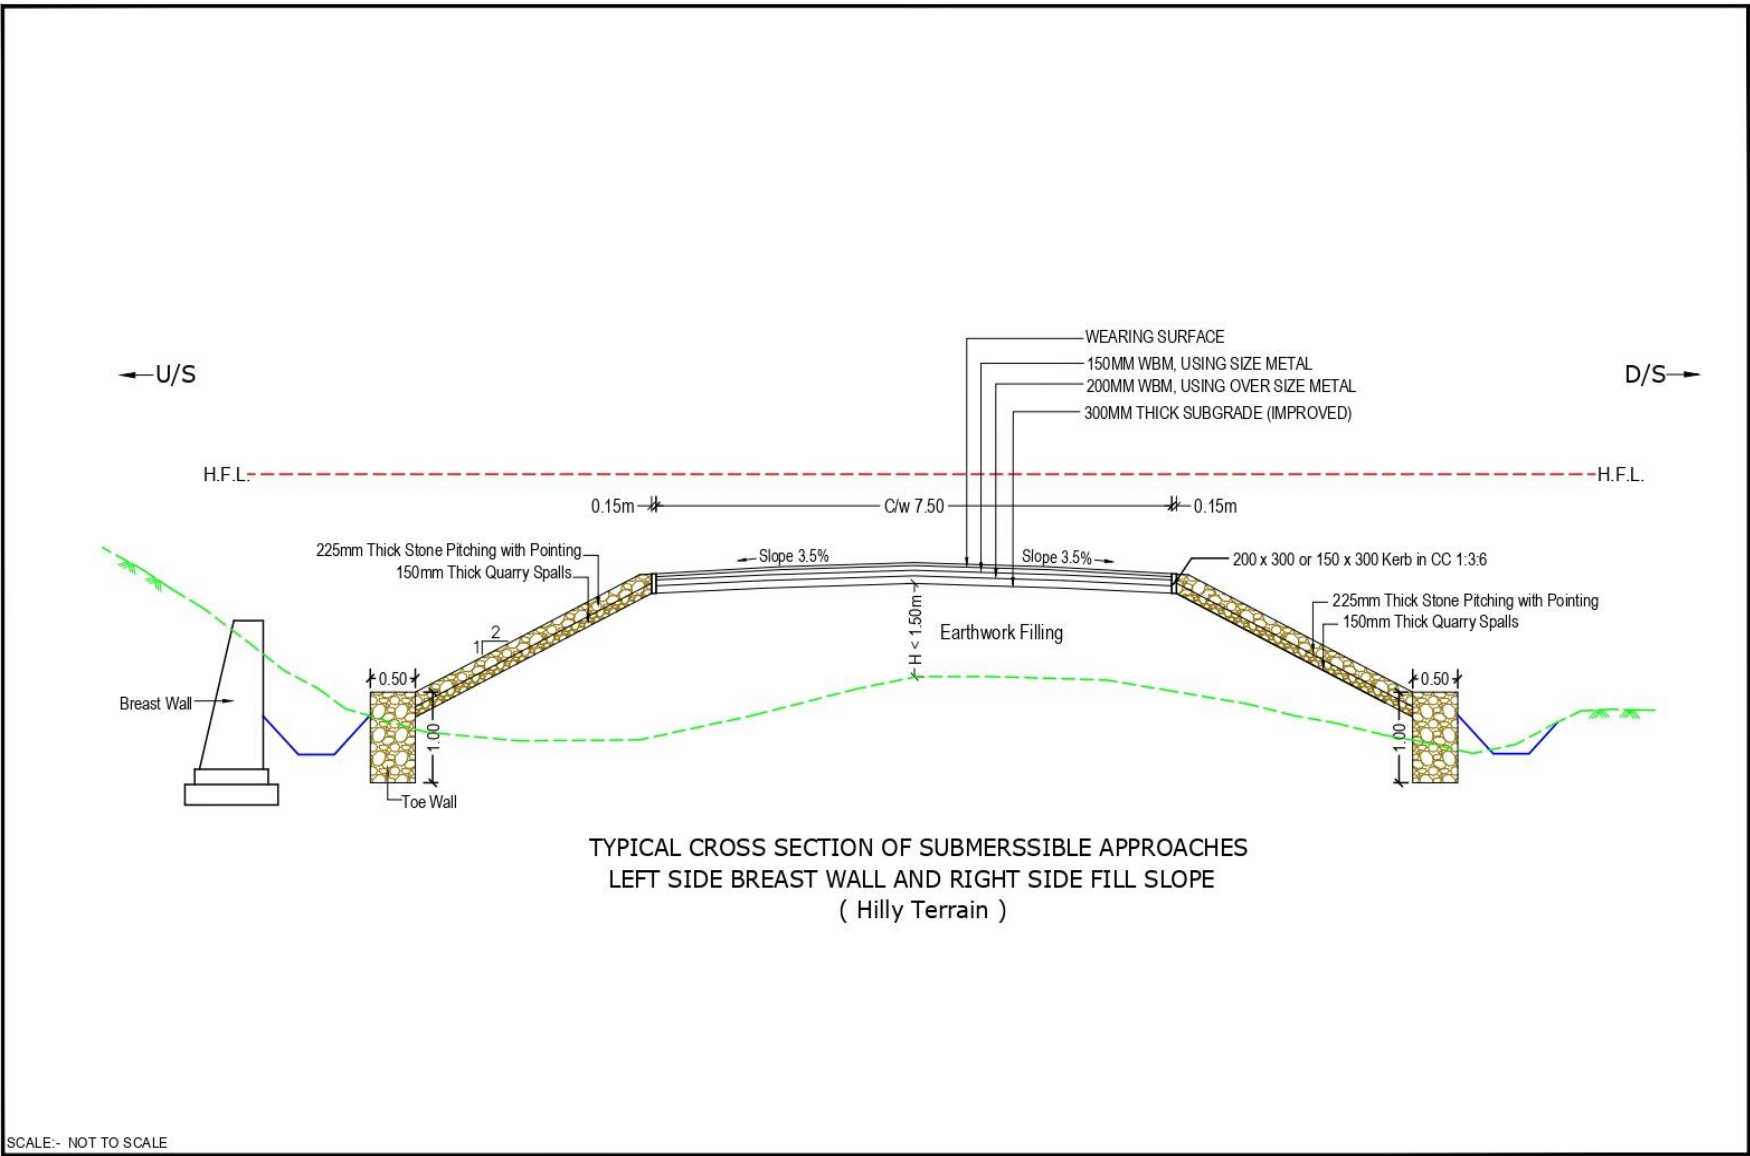 WEARING SURFACE
150MM WBM, USING SIZE METAL
200MM WBM, USING OVER SIZE METAL
300MM THICK SUBGRADE (IMPROVED)
U/S
D/S
H.F.L.
H.F.L.
0.15m
C/w 7.50
0.15m
225mm Thick Stone Pitching with Pointing
150mm Thick Quarry Spalls
Slope 3.5%
Slope 3.5%
200 x 300 or 150 x 300 Kerb in CC 1:3:6
225mm Thick Stone Pitching with Pointing
150mm Thick Quarry Spalls
H < 1.50m
Earthwork Filling
2
1
0.50
0.50
Breast Wall
1.00
1.00
Toe Wall
TYPICAL CROSS SECTION OF SUBMERSSIBLE APPROACHES
LEFT SIDE BREAST WALL AND RIGHT SIDE FILL SLOPE
( Hilly Terrain )
SCALE:- NOT TO SCALE